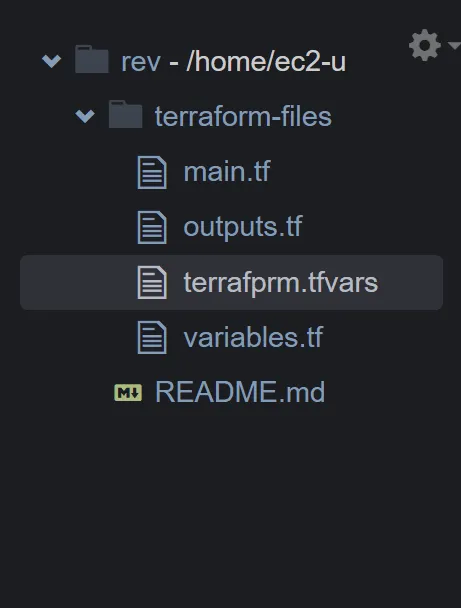 rev - /home/ec2-u
terraform-files
main.tf
outputs.tf
terrafprm.tfvars
variables.tf
README.md